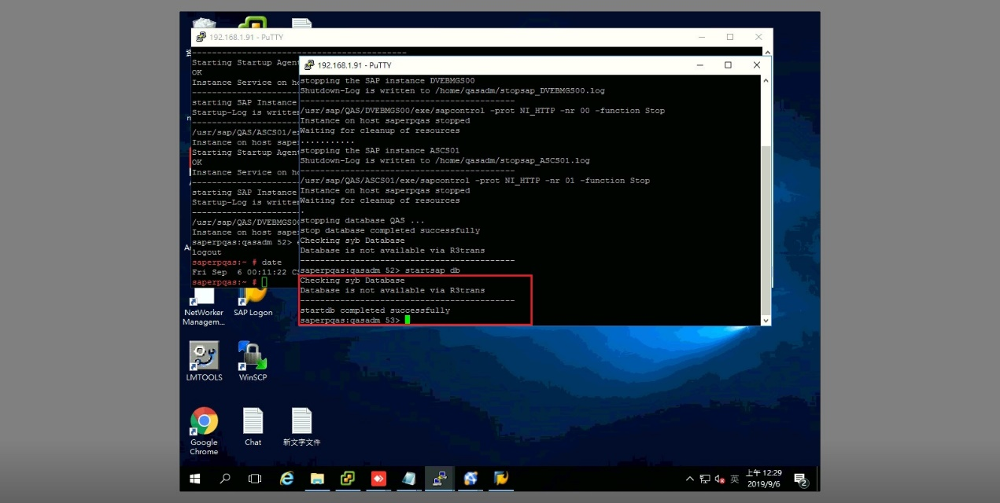 192.168.1.91 - PuTTY
Starting Startup Agen
OK
Instance Service on h
starting SAP Instance
Startup-Log is writte
/usr/sap/QAS/ASCS01/e
Instance on host sape
Starting Startup Agen
OK
Instance Service on h
starting SAP Instance
Startup-Log is writte
/usr/sap/QAS/DVEBMGS0
Instance on host sape
saperpqas:qasadm 52>
logout
saperpqas:~ # date
Fri Sep  6 00:11:22 C
saperpqas:~ #
192.168.1.91 - PuTTY
stopping the SAP instance DVEBMGS00
Shutdown-Log is written to /home/qasadm/stopsap_DVEBMGS00.log
-------------------------------------------
/usr/sap/QAS/DVEBMGS00/exe/sapcontrol -prot NI_HTTP -nr 00 -function Stop
Instance on host saperpqas stopped
Waiting for cleanup of resources
...........
stopping the SAP instance ASCS01
Shutdown-Log is written to /home/qasadm/stopsap_ASCS01.log
-------------------------------------------
/usr/sap/QAS/ASCS01/exe/sapcontrol -prot NI_HTTP -nr 01 -function Stop
Instance on host saperpqas stopped
Waiting for cleanup of resources
.
stopping database QAS ...
stop database completed successfully
Checking syb Database
Database is not available via R3trans
-------------------------------------------
saperpqas:qasadm 52> startsap db
Checking syb Database
Database is not available via R3trans
-------------------------------------------
startdb completed successfully
saperpqas:qasadm 53>
NetWorker
Managem...
SAP Logon
LMTOOLS
WinSCP
Google
Chrome
Chat
新文字文件
英
上午 12:29
2019/9/6
2